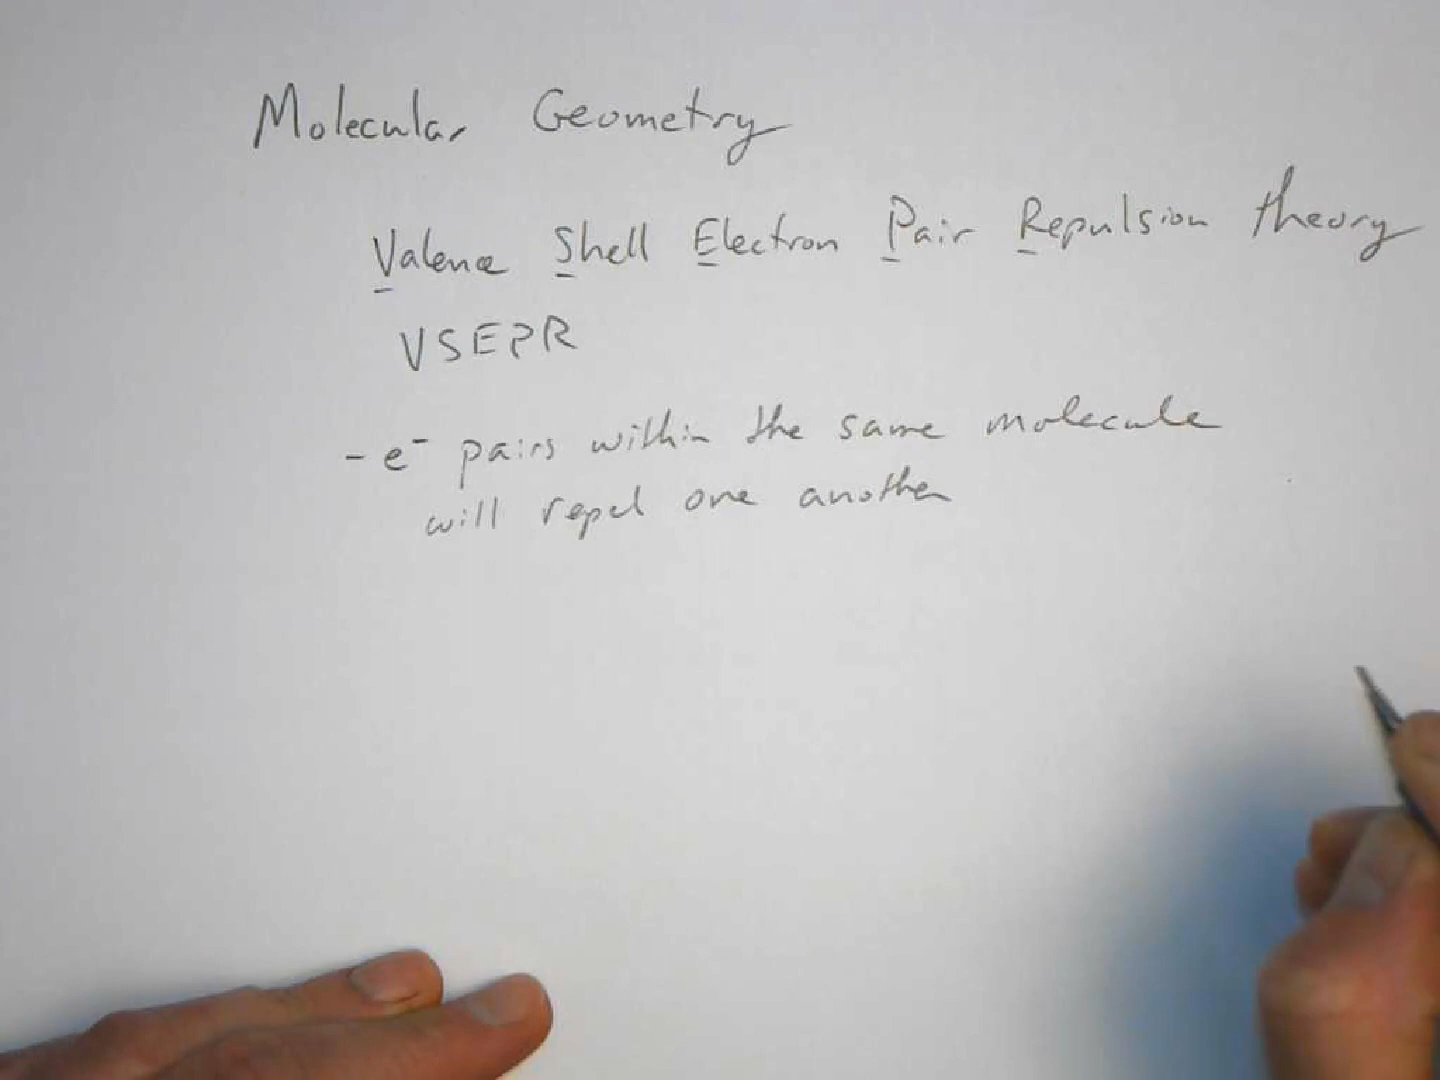 Molecular Geometry
Valence Shell Electron Pair Repulsion theory
VSEPR
- e⁻ pairs within the same molecule
will repel one another